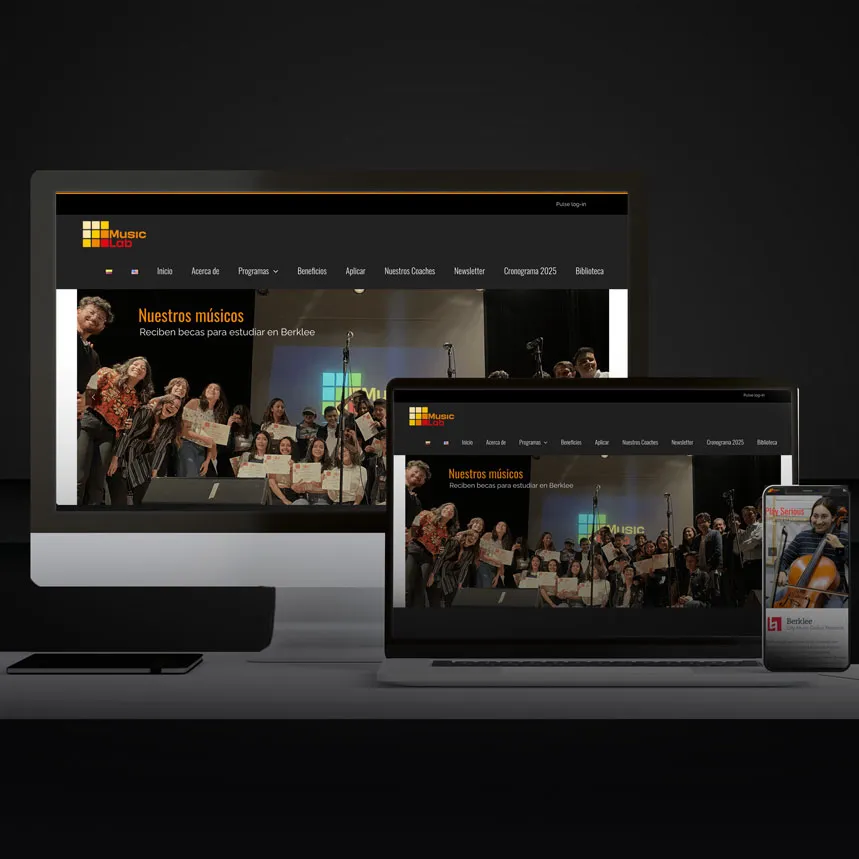 Pulse log-in
Music
Lab
Inicio Acerca de Programas Beneficios Aplicar Nuestros Coaches Newsletter Cronograma 2025 Biblioteca
Nuestros músicos
Reciben becas para estudiar en Berklee
Mu
Pulse log-in
Music
Lab
Inicio Acerca de Programas Beneficios Aplicar Nuestros Coaches Newsletter Cronograma 2025 Biblioteca
Nuestros músicos
Reciben becas para estudiar en Berklee
Music
Play Serious
Berklee